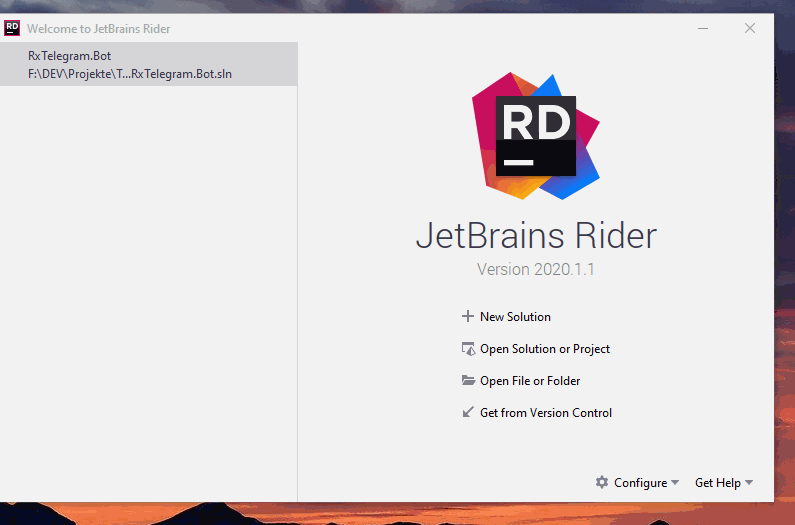 RD
Welcome to JetBrains Rider
RxTelegram.Bot
F:\DEV\Projekte\T...RxTelegram.Bot.sln
RD
JetBrains Rider
Version 2020.1.1
New Solution
Open Solution or Project
Open File or Folder
Get from Version Control
Configure
Get Help